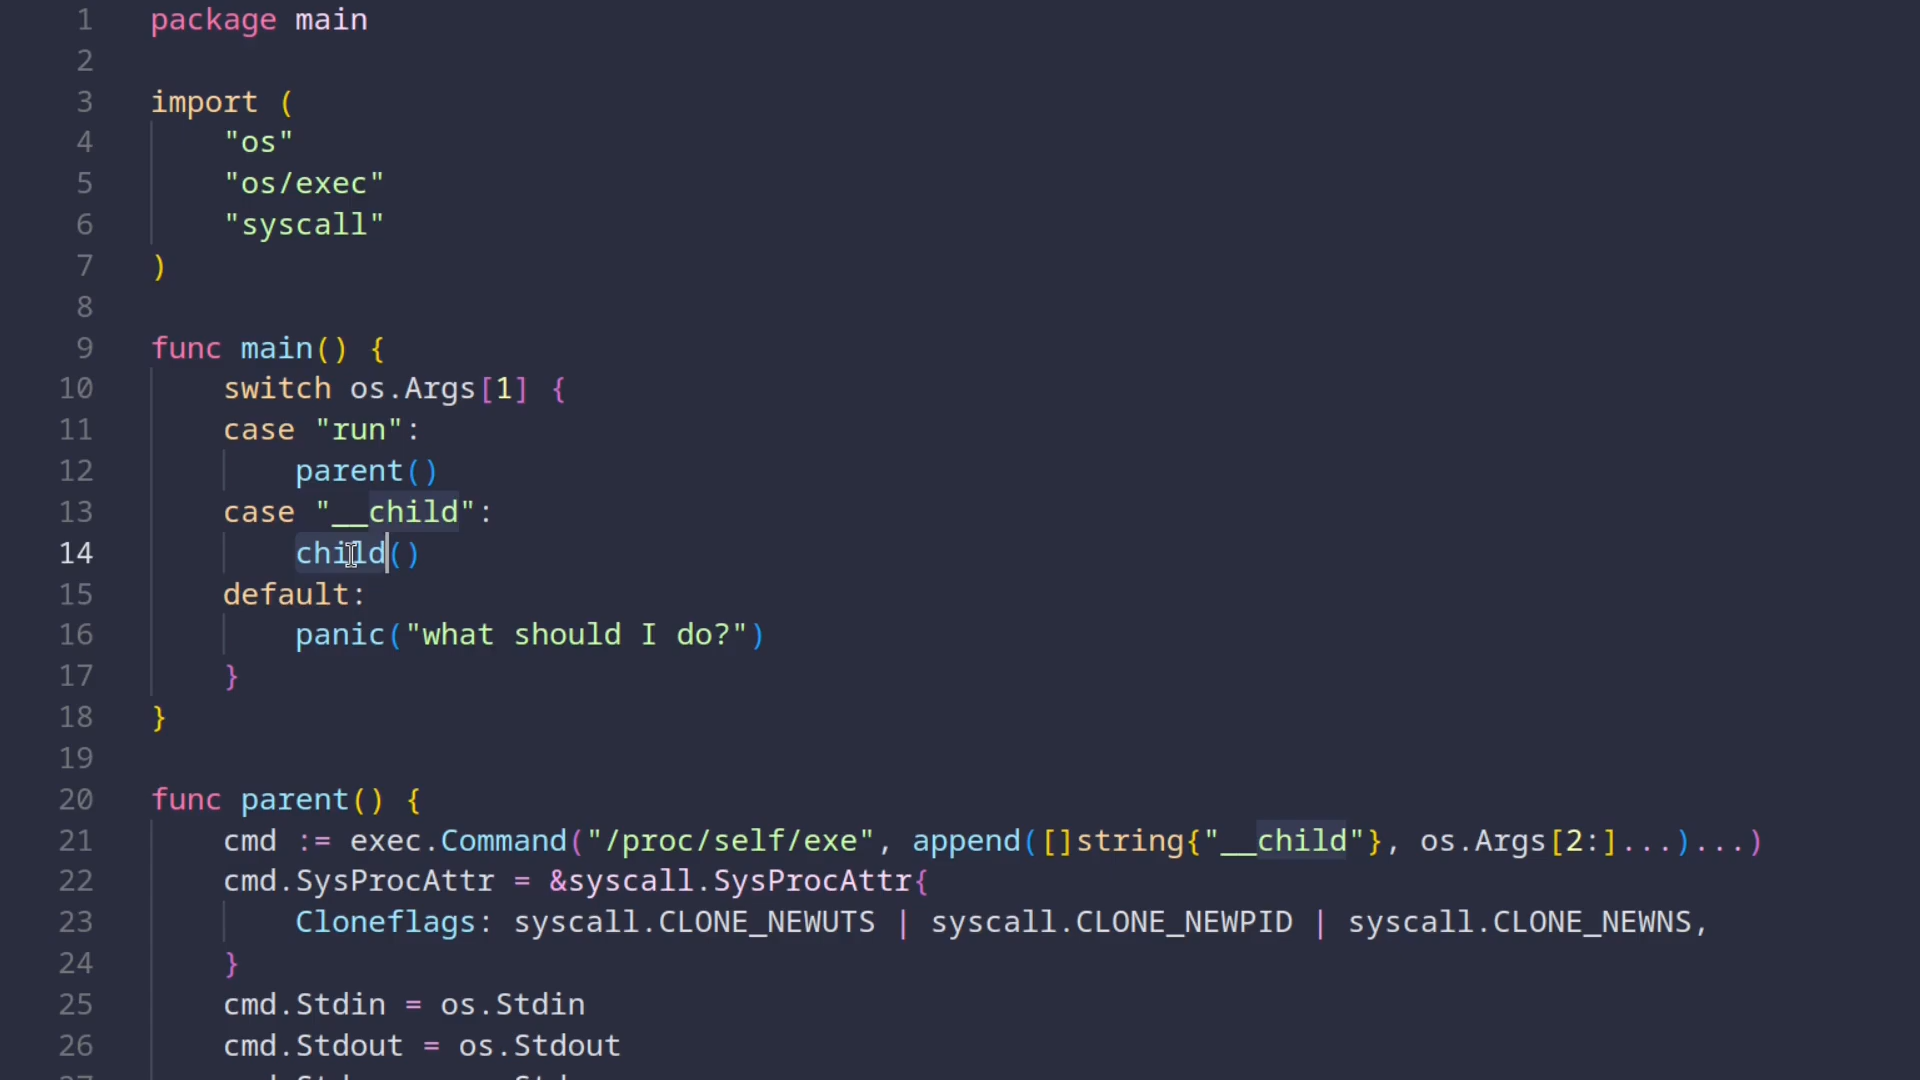 1 package main
2
3 import (
4 "os"
5 "os/exec"
6 "syscall"
7 )
8
9 func main() {
10 switch os.Args[1] {
11 case "run":
12 parent()
13 case "__child":
14 child()
15 default:
16 panic("what should I do?")
17 }
18 }
19
20 func parent() {
21 cmd := exec.Command("/proc/self/exe", append([]string{"__child"}, os.Args[2:]...)...)
22 cmd.SysProcAttr = &syscall.SysProcAttr{
23 Cloneflags: syscall.CLONE_NEWUTS | syscall.CLONE_NEWPID | syscall.CLONE_NEWNS,
24 }
25 cmd.Stdin = os.Stdin
26 cmd.Stdout = os.Stdout